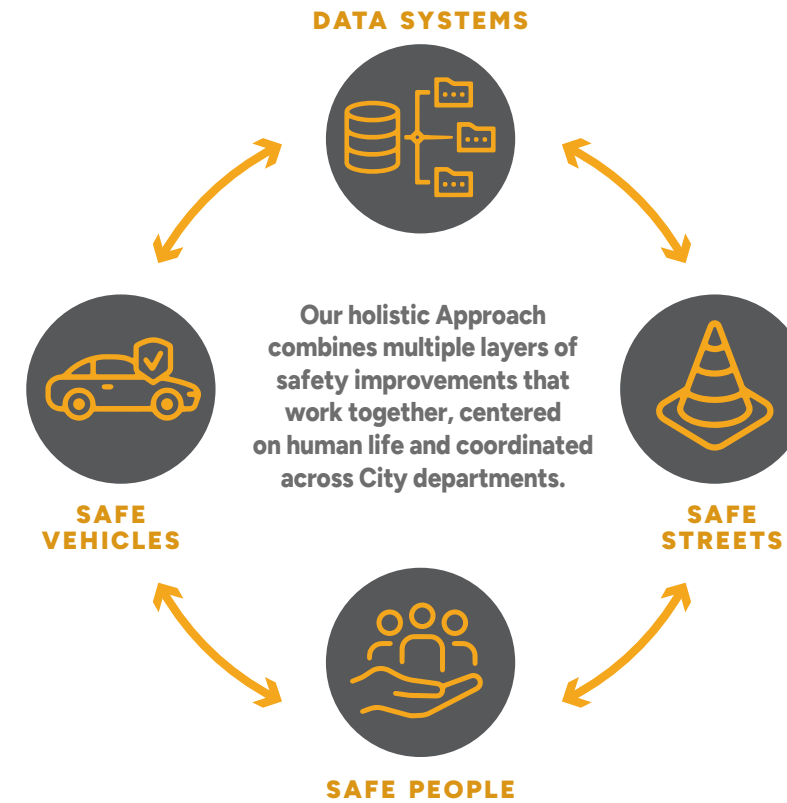 DATA SYSTEMS
Our holistic Approach
combines multiple layers of
safety improvements that
work together, centered
on human life and coordinated
across City departments.
SAFE
VEHICLES
SAFE
STREETS
SAFE PEOPLE